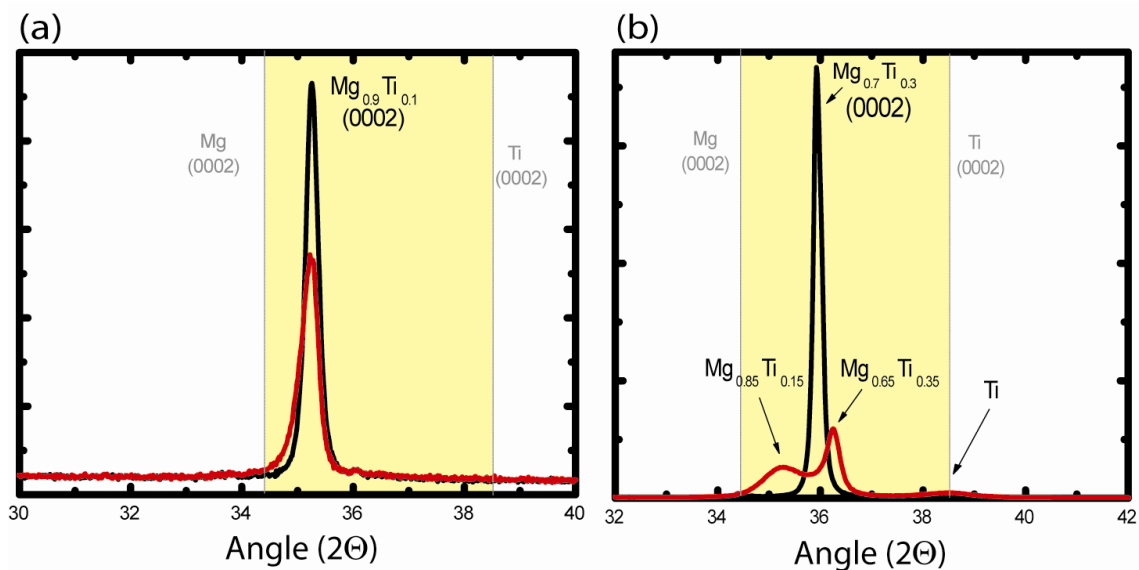 (a)
Mg0.9Ti0.1
(0002)
Mg
(0002)
Ti
(0002)
30 32 34 36 38 40
Angle (2Θ)
(b)
Mg0.7Ti0.3
(0002)
Mg
(0002)
Ti
(0002)
Mg0.85Ti0.15
Mg0.65Ti0.35
Ti
32 34 36 38 40 42
Angle (2Θ)